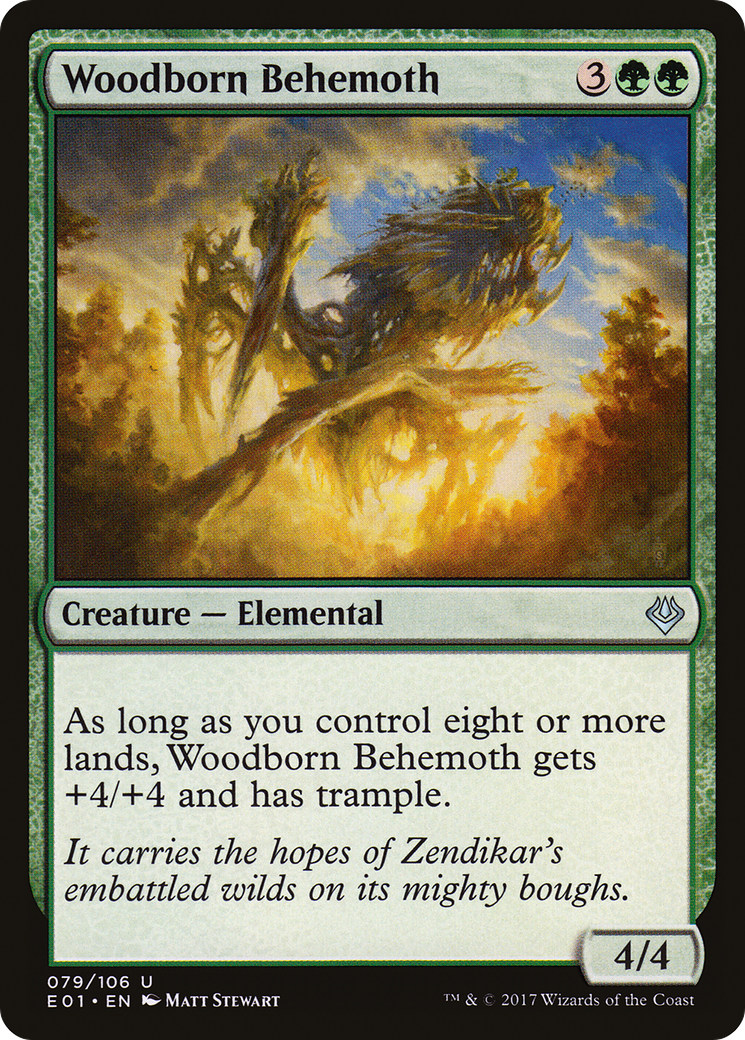 Woodborn Behemoth 3
Creature — Elemental
As long as you control eight or more
lands, Woodborn Behemoth gets
+4/+4 and has trample.
It carries the hopes of Zendikar's
embattled wilds on its mighty boughs.
4/4
079/106 U
E01 • EN Matt Stewart
™ & © 2017 Wizards of the Coast